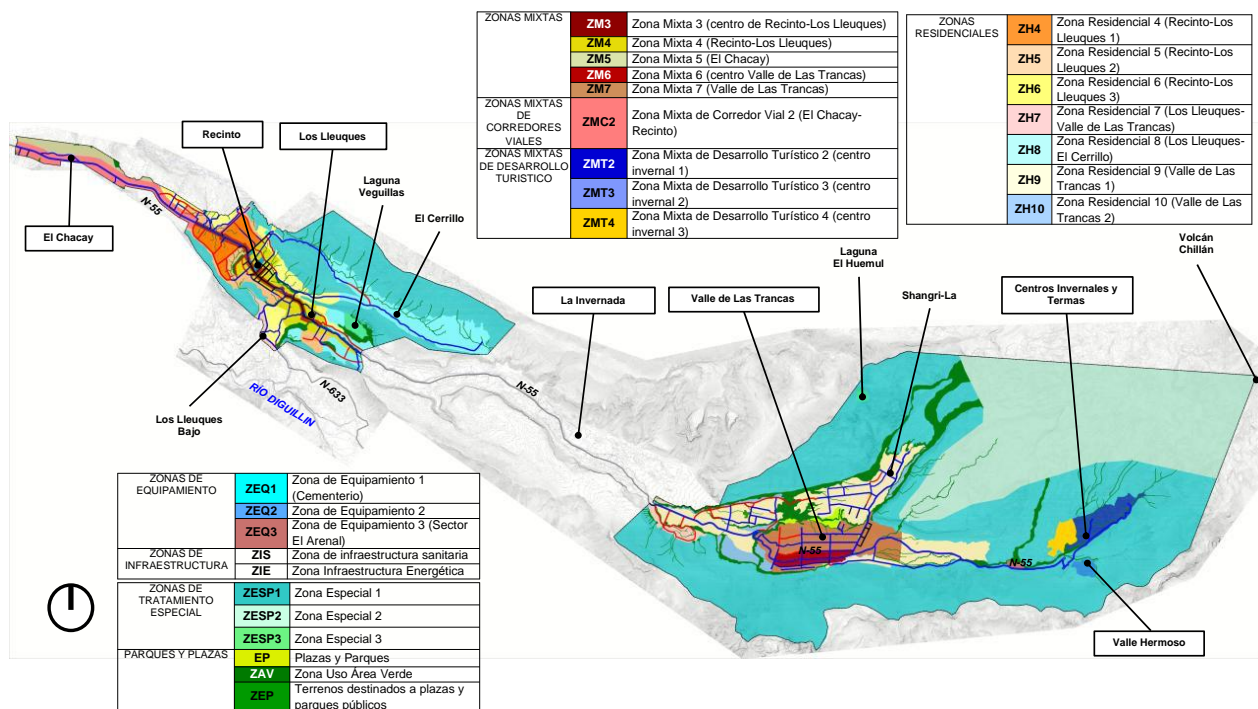 ZONAS MIXTAS
ZM3
Zona Mixta 3 (centro de Recinto-Los Lleuques)
ZM4
Zona Mixta 4 (Recinto-Los Lleuques)
ZM5
Zona Mixta 5 (El Chacay)
ZM6
Zona Mixta 6 (centro Valle de Las Trancas)
ZM7
Zona Mixta 7 (Valle de Las Trancas)
ZONAS MIXTAS
DE
CORREDORES
VIALES
ZMC2
Zona Mixta de Corredor Vial 2 (El Chacay-
Recinto)
ZONAS MIXTAS
DE DESARROLLO
TURISTICO
ZMT2
Zona Mixta de Desarrollo Turístico 2 (centro
invernal 1)
ZMT3
Zona Mixta de Desarrollo Turístico 3 (centro
invernal 2)
ZMT4
Zona Mixta de Desarrollo Turístico 4 (centro
invernal 3)
ZONAS
RESIDENCIALES
ZH4
Zona Residencial 4 (Recinto-Los
Lleuques 1)
ZH5
Zona Residencial 5 (Recinto-Los
Lleuques 2)
ZH6
Zona Residencial 6 (Recinto-Los
Lleuques 3)
ZH7
Zona Residencial 7 (Los Lleuques-
Valle de Las Trancas)
ZH8
Zona Residencial 8 (Los Lleuques-
El Cerrillo)
ZH9
Zona Residencial 9 (Valle de Las
Trancas 1)
ZH10
Zona Residencial 10 (Valle de Las
Trancas 2)
Recinto
Los Lleuques
Laguna
Veguillas
El Cerrillo
N-55
El Chacay
Laguna
El Huemul
Volcán
Chillán
La Invernada
Valle de Las Trancas
Shangri-La
Centros Invernales y
Termas
N-55
N-633
RÍO DIGUILLIN
Los Lleuques
Bajo
N-55
N-55
Valle Hermoso
ZONAS DE
EQUIPAMIENTO
ZEQ1
Zona de Equipamiento 1
(Cementerio)
ZEQ2
Zona de Equipamiento 2
ZEQ3
Zona de Equipamiento 3 (Sector
El Arenal)
ZONAS DE
INFRAESTRUCTURA
ZIS
Zona de infraestructura sanitaria
ZIE
Zona Infraestructura Energética
ZONAS DE
TRATAMIENTO
ESPECIAL
ZESP1
Zona Especial 1
ZESP2
Zona Especial 2
ZESP3
Zona Especial 3
PARQUES Y PLAZAS
EP
Plazas y Parques
ZAV
Zona Uso Área Verde
ZEP
Terrenos destinados a plazas y
parques públicos